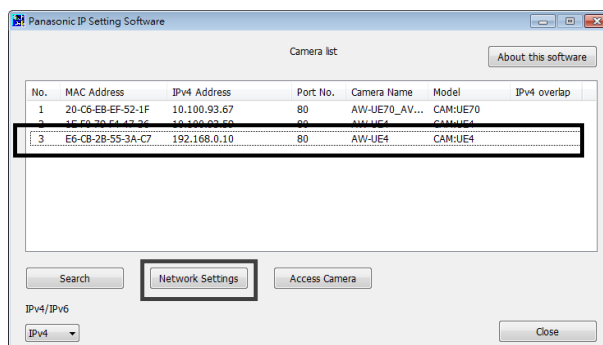 Panasonic IP Setting Software
Camera list
About this software
No. MAC Address IPv4 Address Port No. Camera Name Model IPv4 overlap
1 20-C6-EB-EF-52-1F 10.100.93.67 80 AW-UE70_AV... CAM:UE70
2 80 AW-UE4 CAM:UE4
3 E6-CB-2B-55-3A-C7 192.168.0.10 80 AW-UE4 CAM:UE4
Search Network Settings Access Camera
IPv4/IPv6
IPv4 Close